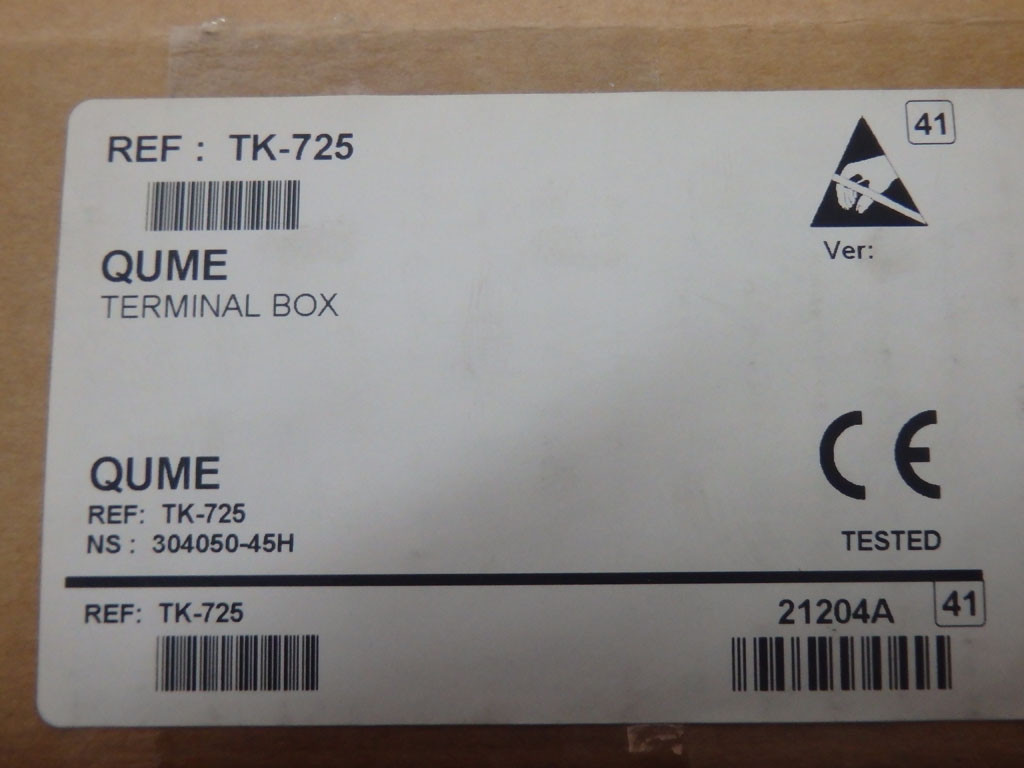 REF : TK-725
41
QUME
TERMINAL BOX
Ver:
QUME
REF: TK-725
NS : 304050-45H
CE
TESTED
REF: TK-725
21204A
41